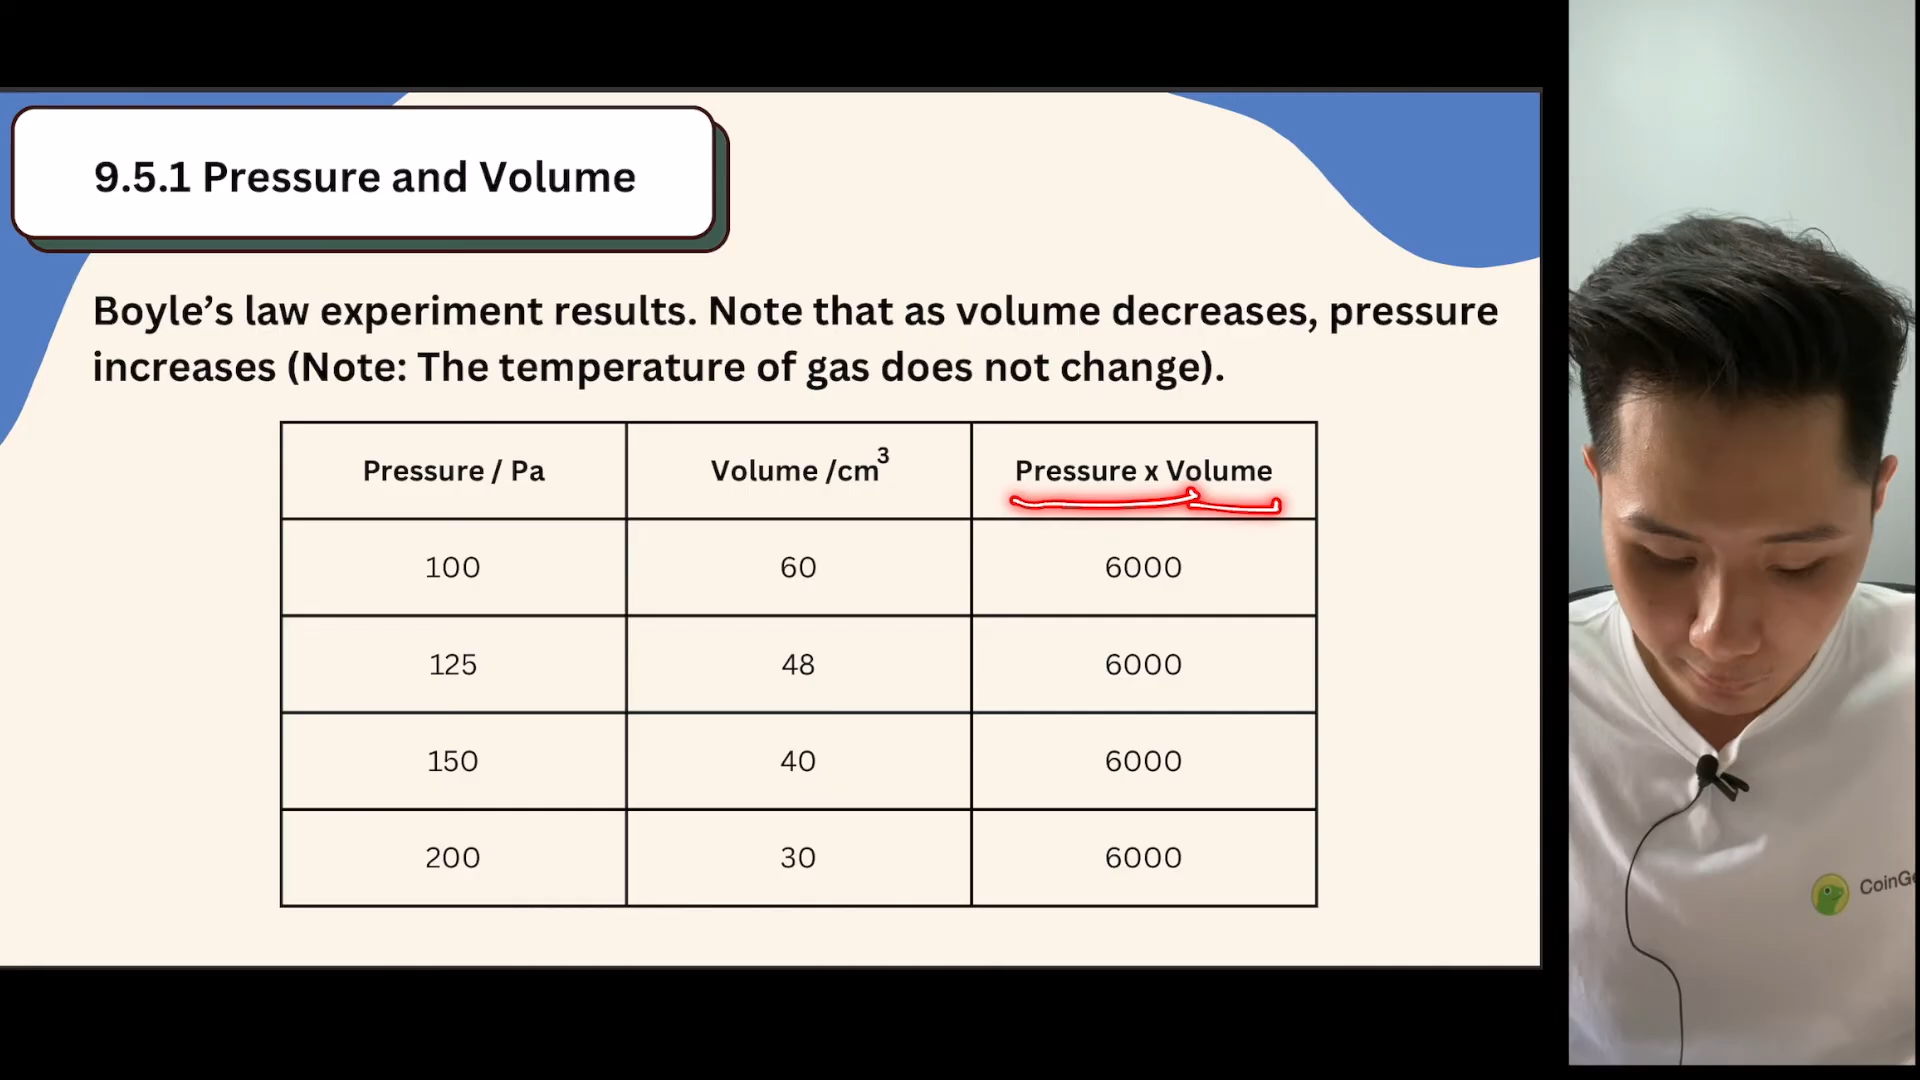 9.5.1 Pressure and Volume
Boyle’s law experiment results. Note that as volume decreases, pressure
increases (Note: The temperature of gas does not change).
Pressure / Pa Volume /cm³ Pressure x Volume
100 60 6000
125 48 6000
150 40 6000
200 30 6000